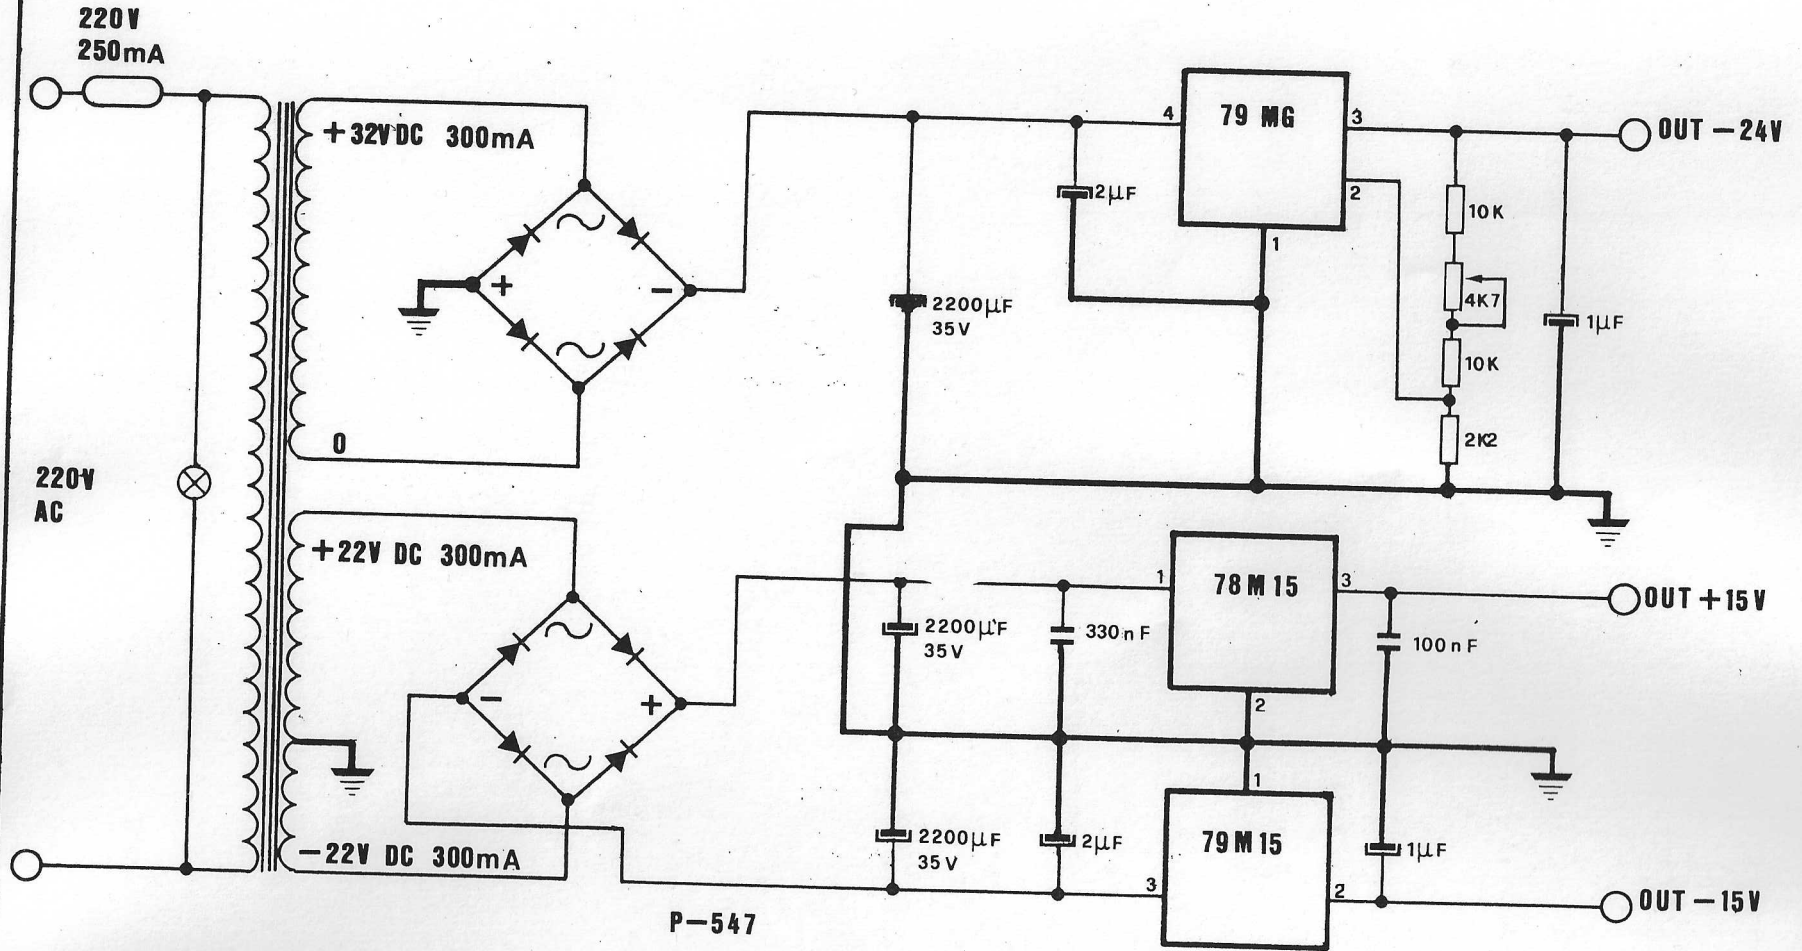 220V
250mA
+32VDC 300mA
79 MG
4
3
2
1
OUT -24V
2µF
10K
4K7
10K
2K2
1µF
2200µF
35V
+
-
0
220V
AC
+22V DC 300mA
78M15
1
3
2
OUT +15V
2200µF
35V
330nF
100nF
-
+
-22V DC 300mA
2200µF
35V
2µF
79M15
1
3
2
1µF
OUT -15V
P-547